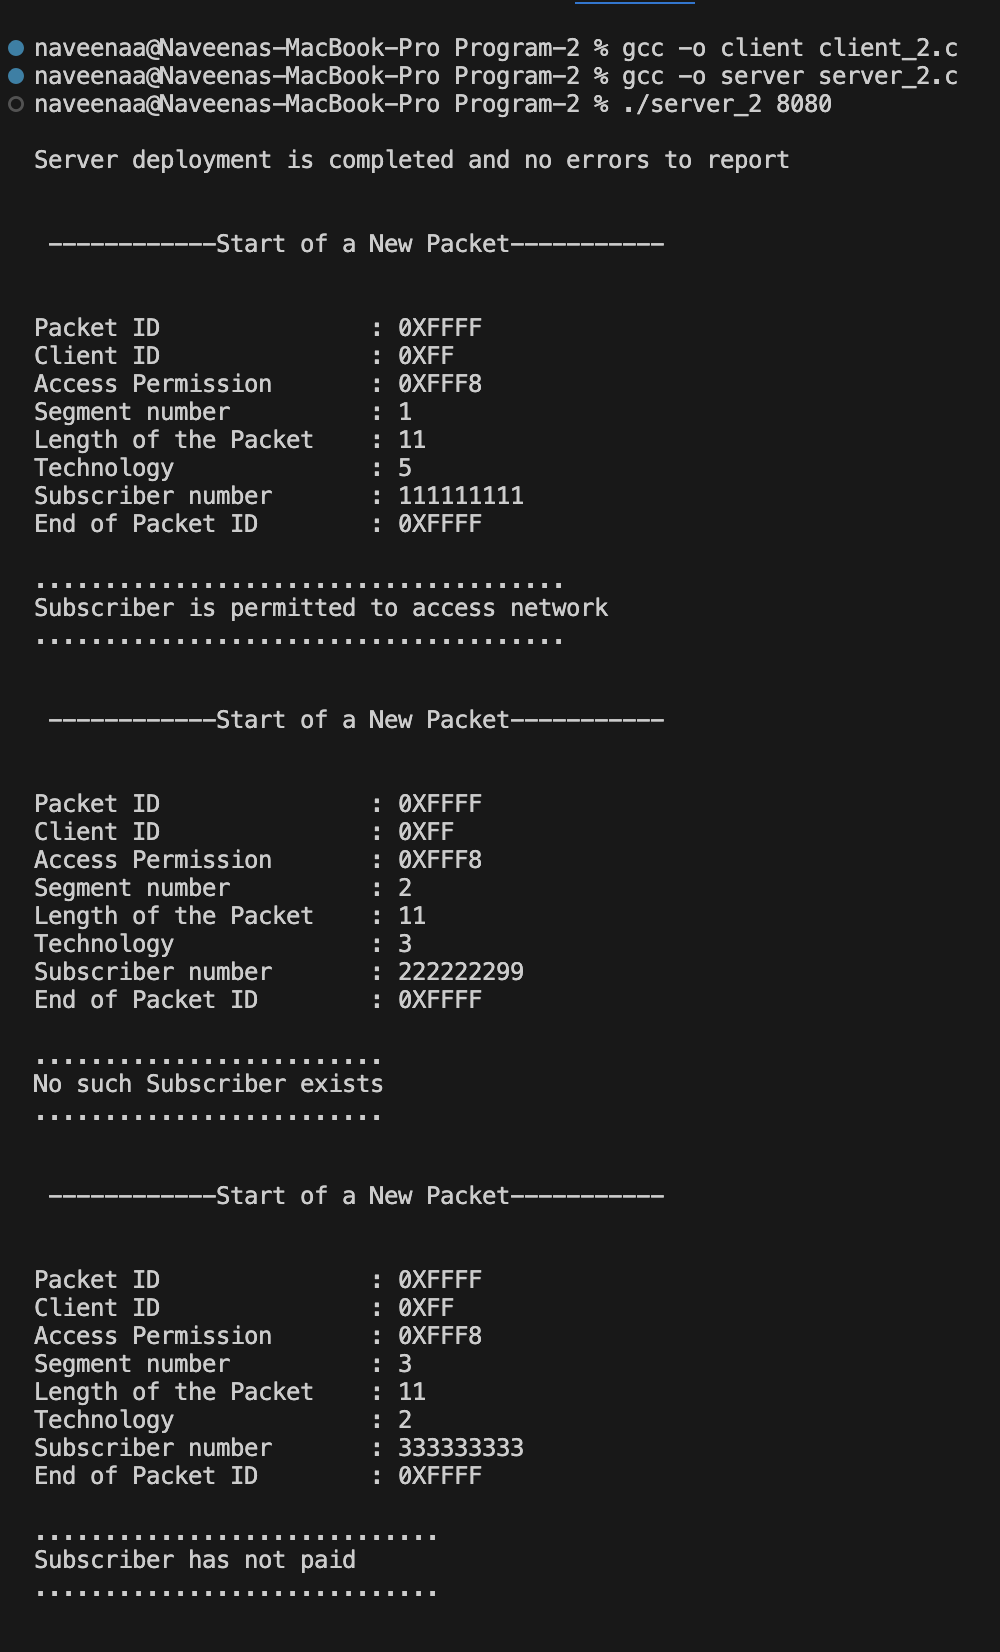 naveenaa@Naveenas-MacBook-Pro Program-2 % gcc -o client client_2.c
naveenaa@Naveenas-MacBook-Pro Program-2 % gcc -o server server_2.c
naveenaa@Naveenas-MacBook-Pro Program-2 % ./server_2 8080
Server deployment is completed and no errors to report
------------Start of a New Packet-----------
Packet ID : 0XFFFF
Client ID : 0XFF
Access Permission : 0XFFF8
Segment number : 1
Length of the Packet : 11
Technology : 5
Subscriber number : 111111111
End of Packet ID : 0XFFFF
......................................
Subscriber is permitted to access network
......................................
------------Start of a New Packet-----------
Packet ID : 0XFFFF
Client ID : 0XFF
Access Permission : 0XFFF8
Segment number : 2
Length of the Packet : 11
Technology : 3
Subscriber number : 222222299
End of Packet ID : 0XFFFF
.........................
No such Subscriber exists
.........................
------------Start of a New Packet-----------
Packet ID : 0XFFFF
Client ID : 0XFF
Access Permission : 0XFFF8
Segment number : 3
Length of the Packet : 11
Technology : 2
Subscriber number : 333333333
End of Packet ID : 0XFFFF
.............................
Subscriber has not paid
.............................